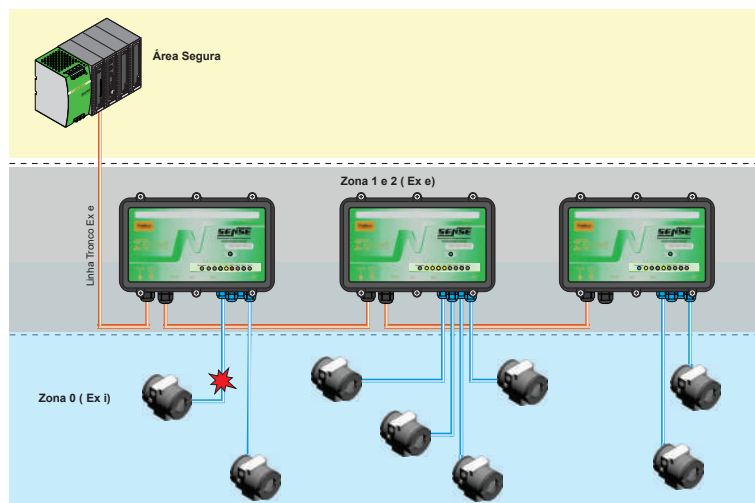 Área Segura
Zona 1 e 2 ( Ex e)
Linha Tronco Ex e
SENSE
SENSE
SENSE
Zona 0 ( Ex i )